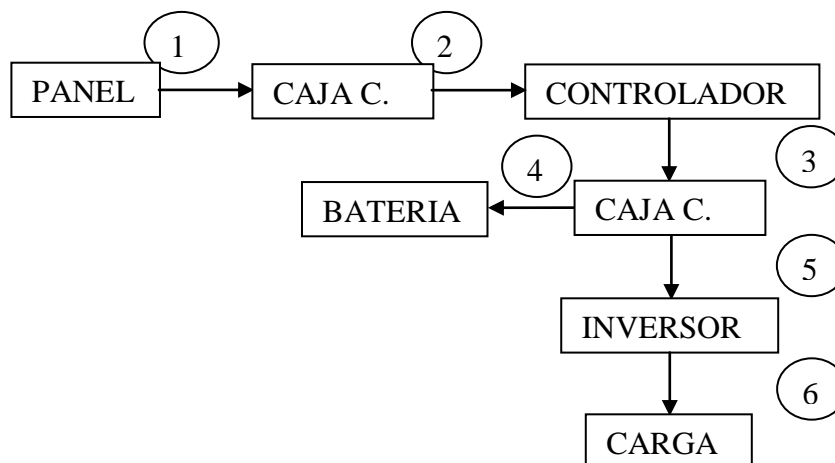 1
2
PANEL
CAJA C.
CONTROLADOR
3
4
BATERIA
CAJA C.
5
INVERSOR
6
CARGA